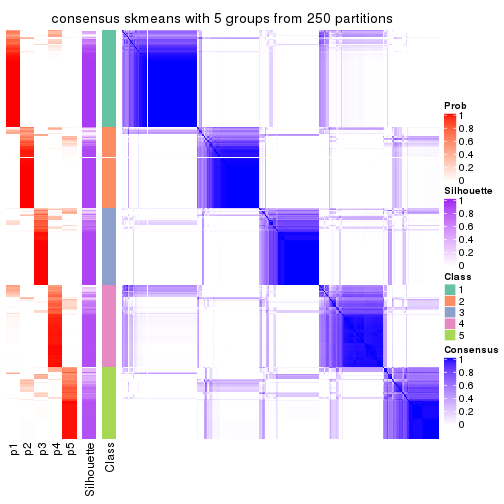 consensus skmeans with 5 groups from 250 partitions
Prob
1
0.8
0.6
0.4
0.2
0
Silhouette
1
0.8
0.6
0.4
0.2
0
Class
1
2
3
4
5
Consensus
1
0.8
0.6
0.4
0.2
0
p1
p2
p3
p4
p5
Silhouette
Class